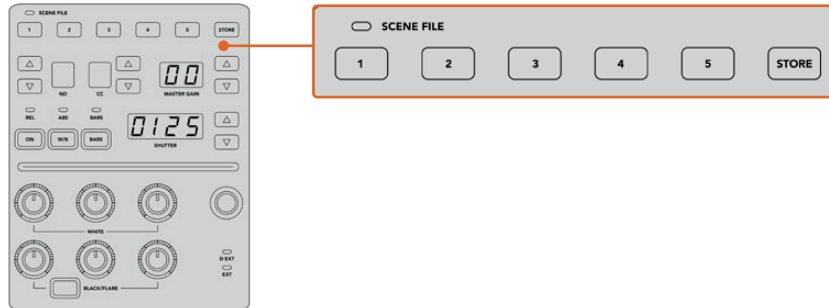 SCENE FILE
1 2 3 4 5 STORE
ND CC 00
MASTER GAIN
REL ABS BARS
ON W/B BARS 0125
SHUTTER
WHITE
D-EXT
EXT
BLACK/FLARE
SCENE FILE
1 2 3 4 5 STORE